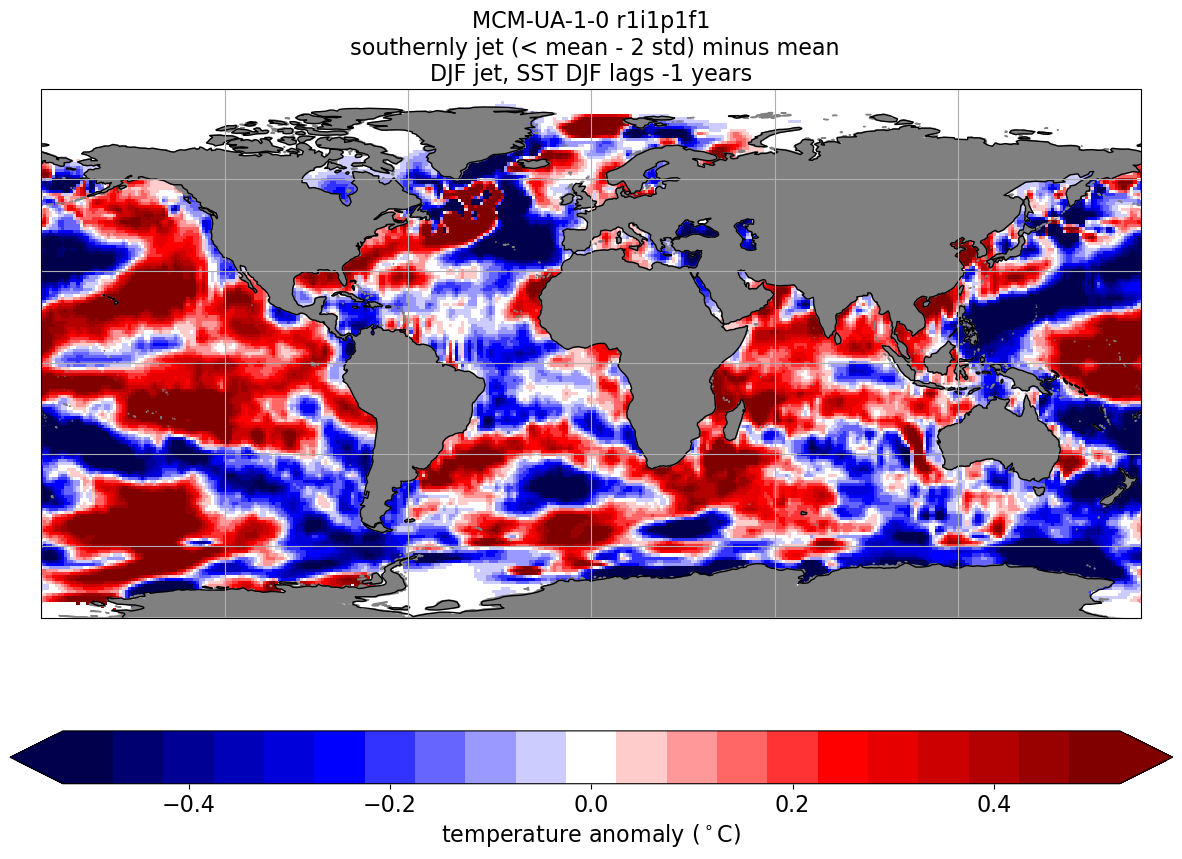 MCM-UA-1-0 r1i1p1f1
southernly jet (< mean - 2 std) minus mean
DJF jet, SST DJF lags -1 years
−0.4 −0.2 0.0 0.2 0.4
temperature anomaly (°C)